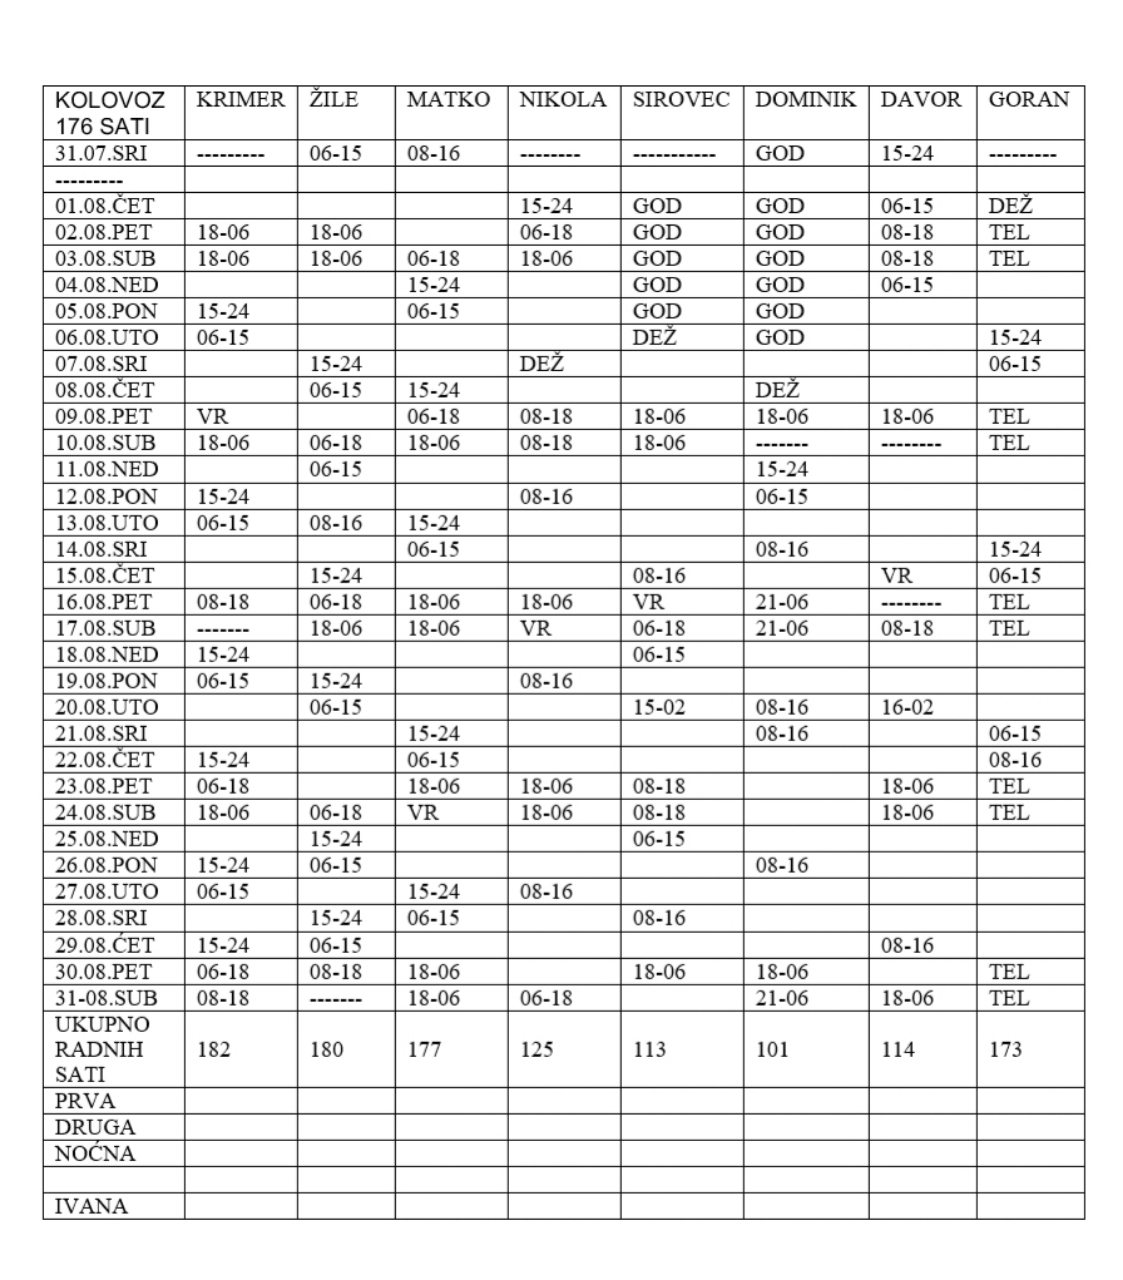 KOLOVOZ 176 SATI KRIMER ŽILE MATKO NIKOLA SIROVEC DOMINIK DAVOR GORAN
31.07.SRI --------- 06-15 08-16 -------- ----------- GOD 15-24 ---------
---------
01.08.ČET 15-24 GOD GOD 06-15 DEŽ
02.08.PET 18-06 18-06 06-18 GOD GOD 08-18 TEL
03.08.SUB 18-06 18-06 06-18 18-06 GOD GOD 08-18 TEL
04.08.NED 15-24 GOD GOD 06-15
05.08.PON 15-24 06-15 GOD GOD
06.08.UTO 06-15 DEŽ GOD 15-24
07.08.SRI 15-24 DEŽ 06-15
08.08.ČET 06-15 15-24 DEŽ
09.08.PET VR 06-18 08-18 18-06 18-06 18-06 TEL
10.08.SUB 18-06 06-18 18-06 08-18 18-06 ------- -------- TEL
11.08.NED 06-15 15-24
12.08.PON 15-24 08-16 06-15
13.08.UTO 06-15 08-16 15-24
14.08.SRI 06-15 08-16 15-24
15.08.ČET 15-24 08-16 VR 06-15
16.08.PET 08-18 06-18 18-06 18-06 VR 21-06 -------- TEL
17.08.SUB ------- 18-06 18-06 VR 06-18 21-06 08-18 TEL
18.08.NED 15-24 06-15
19.08.PON 06-15 15-24 08-16
20.08.UTO 06-15 15-02 08-16 16-02
21.08.SRI 15-24 08-16 06-15
22.08.ČET 15-24 06-15 08-16
23.08.PET 06-18 18-06 18-06 08-18 18-06 TEL
24.08.SUB 18-06 06-18 VR 18-06 08-18 18-06 TEL
25.08.NED 15-24 06-15
26.08.PON 15-24 06-15 08-16
27.08.UTO 06-15 15-24 08-16
28.08.SRI 15-24 06-15 08-16
29.08.ĆET 15-24 06-15 08-16
30.08.PET 06-18 08-18 18-06 18-06 18-06 TEL
31-08.SUB 08-18 ------- 18-06 06-18 21-06 18-06 TEL
UKUPNO RADNIH SATI 182 180 177 125 113 101 114 173
PRVA
DRUGA
NOĆNA
IVANA